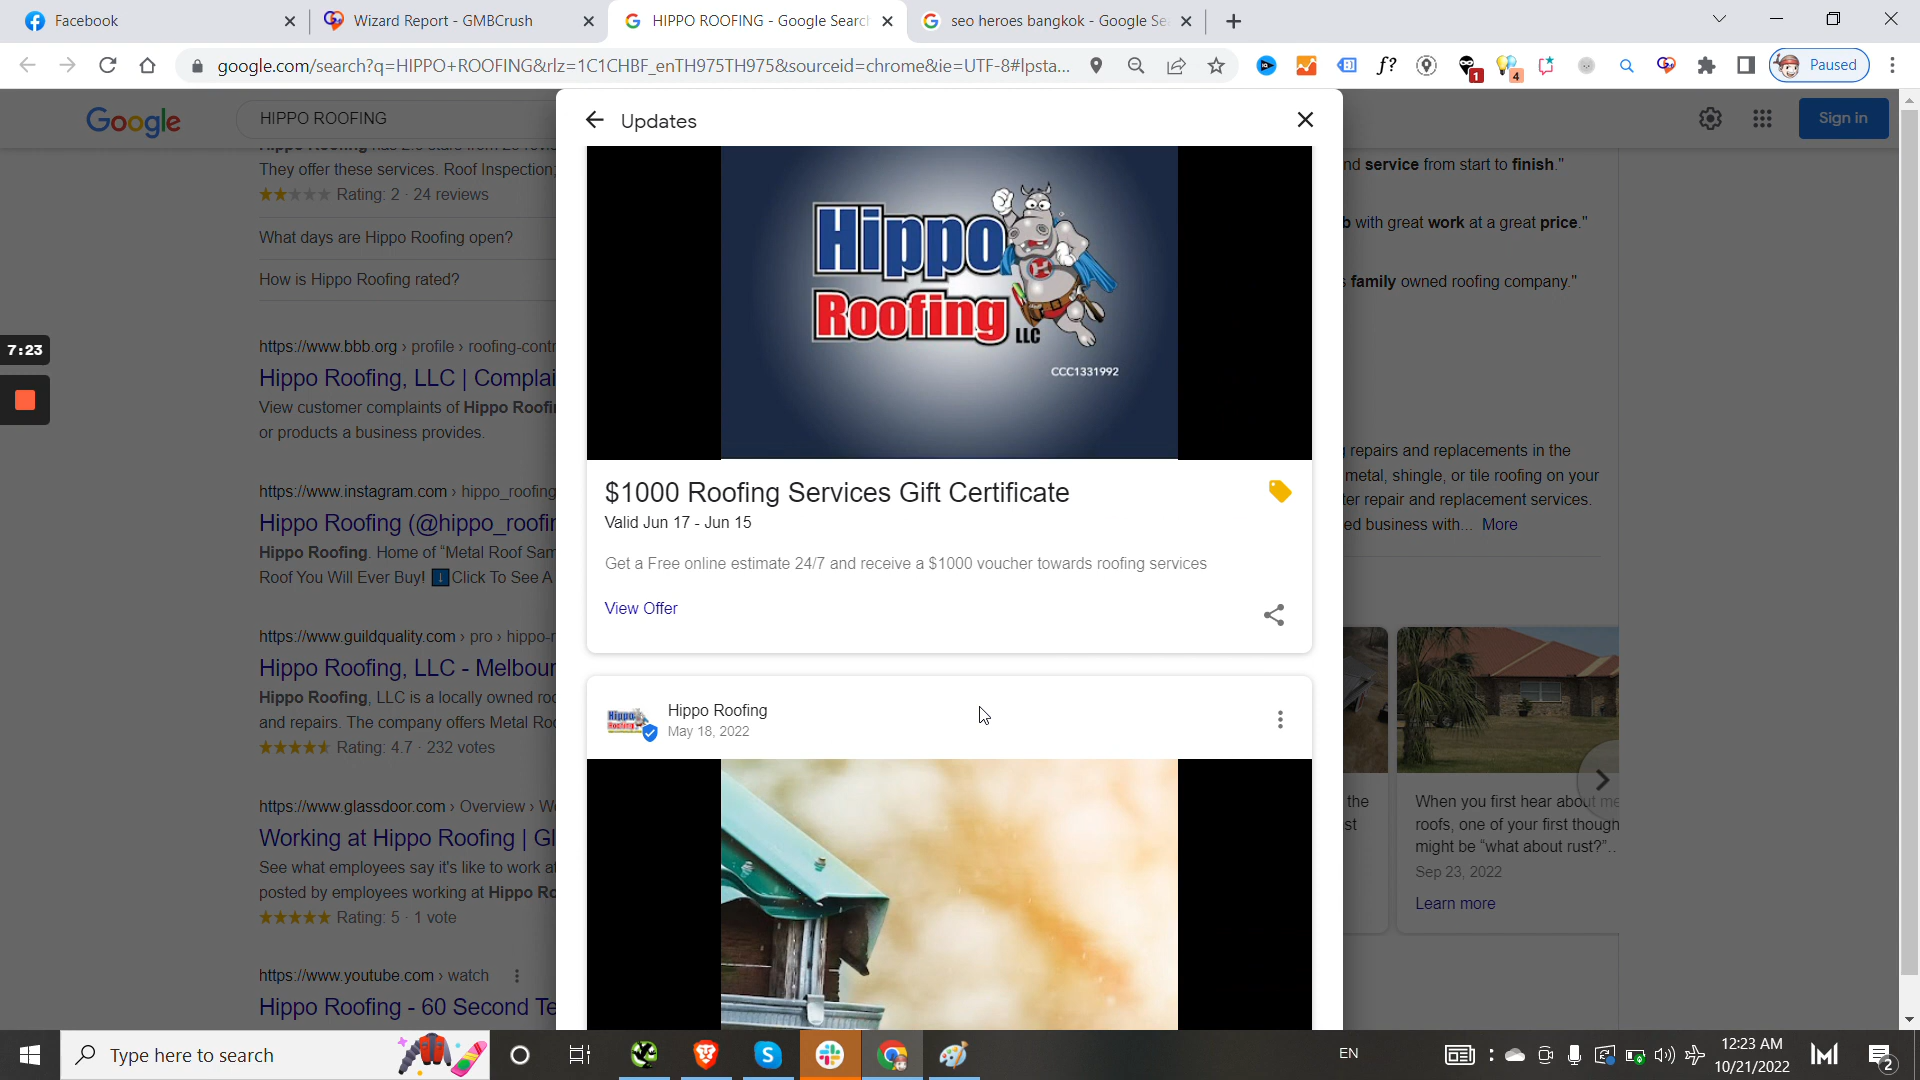 Facebook
Wizard Report - GMBCrush
HIPPO ROOFING - Google Search
seo heroes bangkok - Google Se
google.com/search?q=HIPPO+ROOFING&rlz=1C1CHBF_enTH975TH975&sourceid=chrome&ie=UTF-8#lpsta...
f?
1
4
Paused
Google
HIPPO ROOFING
Sign in
They offer these services. Roof Inspection,
Rating: 2 · 24 reviews
What days are Hippo Roofing open?
How is Hippo Roofing rated?
7:23
https://www.bbb.org › profile › roofing-contr
Hippo Roofing, LLC | Complai
View customer complaints of Hippo Roofi
or products a business provides.
https://www.instagram.com › hippo_roofing
Hippo Roofing (@hippo_roofin
Hippo Roofing. Home of “Metal Roof Sam
Roof You Will Ever Buy! Click To See A
https://www.guildquality.com › pro › hippo-r
Hippo Roofing, LLC - Melbour
Hippo Roofing, LLC is a locally owned roo
and repairs. The company offers Metal Roo
Rating: 4.7 · 232 votes
https://www.glassdoor.com › Overview › Wo
Working at Hippo Roofing | Gl
See what employees say it's like to work at
posted by employees working at Hippo Ro
Rating: 5 · 1 vote
https://www.youtube.com › watch
Hippo Roofing - 60 Second Te
Updates
Hippo
Roofing
LLC
H
CCC1331992
$1000 Roofing Services Gift Certificate
Valid Jun 17 - Jun 15
Get a Free online estimate 24/7 and receive a $1000 voucher towards roofing services
View Offer
Hippo Roofing
Hippo Roofing
May 18, 2022
nd service from start to finish."
b with great work at a great price."
s family owned roofing company."
repairs and replacements in the
metal, shingle, or tile roofing on your
ter repair and replacement services.
ed business with... More
the
st
When you first hear about me
roofs, one of your first though
might be “what about rust?”..
Sep 23, 2022
Learn more
Type here to search
EN
12:23 AM
10/21/2022
2